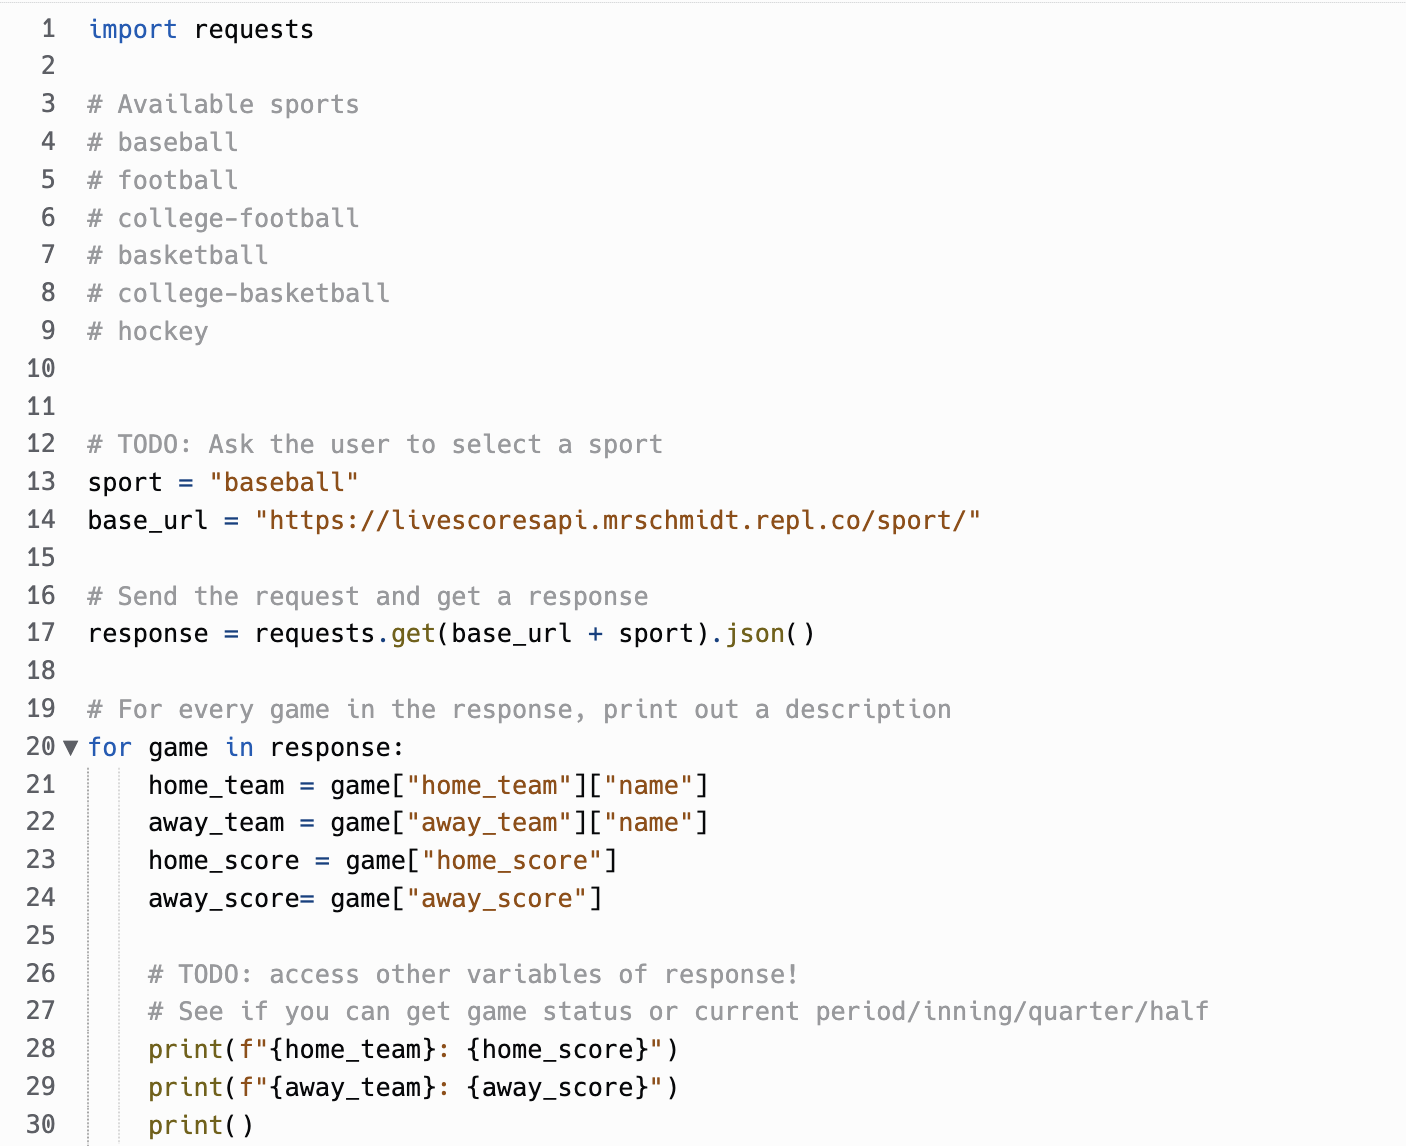 1 import requests
2
3 # Available sports
4 # baseball
5 # football
6 # college-football
7 # basketball
8 # college-basketball
9 # hockey
10
11
12 # TODO: Ask the user to select a sport
13 sport = "baseball"
14 base_url = "https://livescoresapi.mrschmidt.repl.co/sport/"
15
16 # Send the request and get a response
17 response = requests.get(base_url + sport).json()
18
19 # For every game in the response, print out a description
20 ▼ for game in response:
21     home_team = game["home_team"]["name"]
22     away_team = game["away_team"]["name"]
23     home_score = game["home_score"]
24     away_score= game["away_score"]
25
26     # TODO: access other variables of response!
27     # See if you can get game status or current period/inning/quarter/half
28     print(f"{home_team}: {home_score}")
29     print(f"{away_team}: {away_score}")
30     print()